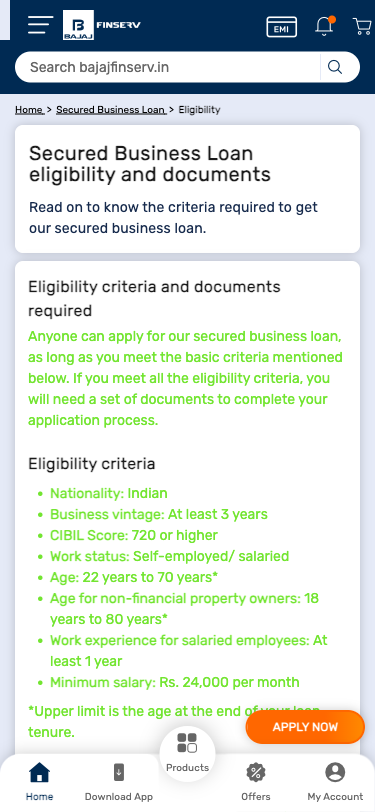 BAJAJ
FINSERV
EMI
Search bajajfinserv.in
Home > Secured Business Loan > Eligibility
Secured Business Loan
eligibility and documents
Read on to know the criteria required to get
our secured business loan.
Eligibility criteria and documents
required
Anyone can apply for our secured business loan,
as long as you meet the basic criteria mentioned
below. If you meet all the eligibility criteria, you
will need a set of documents to complete your
application process.
Eligibility criteria
• Nationality: Indian
• Business vintage: At least 3 years
• CIBIL Score: 720 or higher
• Work status: Self-employed/ salaried
• Age: 22 years to 70 years*
• Age for non-financial property owners: 18
years to 80 years*
• Work experience for salaried employees: At
least 1 year
• Minimum salary: Rs. 24,000 per month
*Upper limit is the age at the end of your loan
tenure.
APPLY NOW
Home
Download App
Products
Offers
My Account